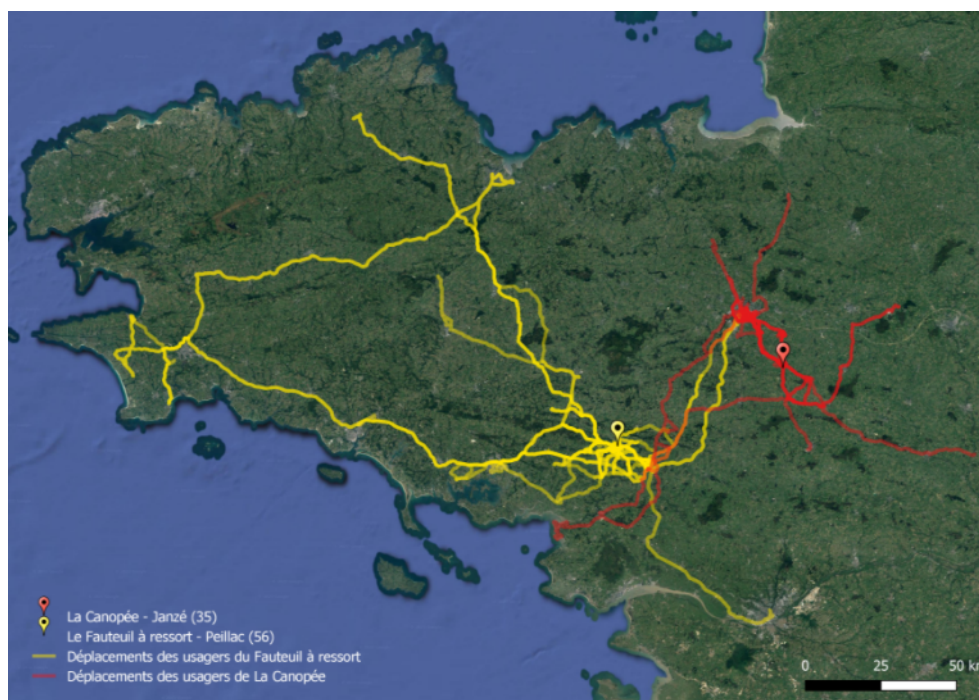 La Canopée - Janzé (35)
Le Fauteuil à ressort - Peillac (56)
Déplacements des usagers du Fauteuil à ressort
Déplacements des usagers de La Canopée
0 25 50 km